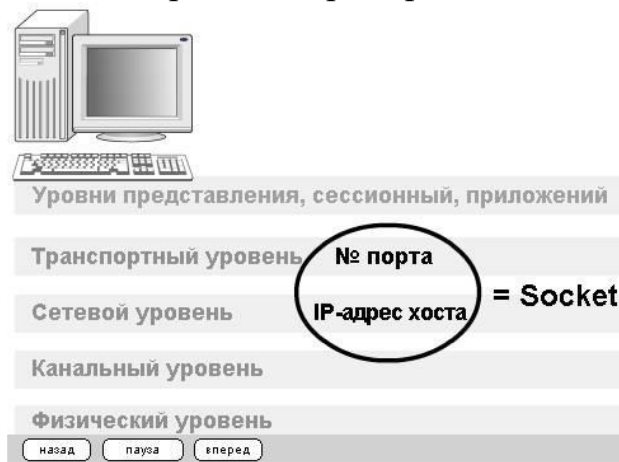 Уровни представления, сессионный, приложений
Транспортный уровень № порта
= Socket
Сетевой уровень IP-адрес хоста
Канальный уровень
Физический уровень
назад пауза вперед